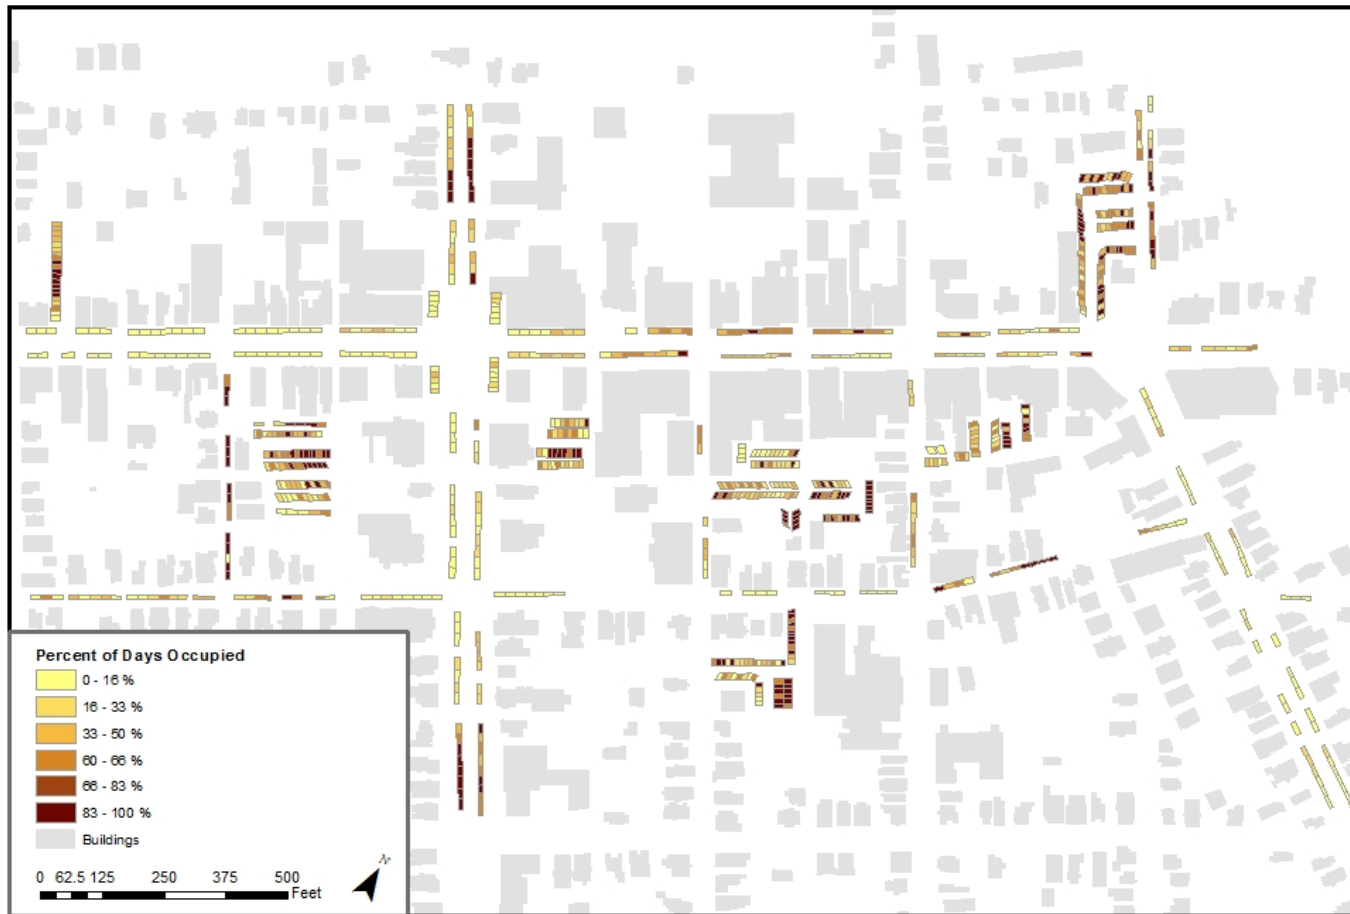 Percent of Days Occupied
0 - 16 %
16 - 33 %
33 - 50 %
60 - 66 %
66 - 83 %
83 - 100 %
Buildings
N
0 62.5 125 250 375 500
Feet